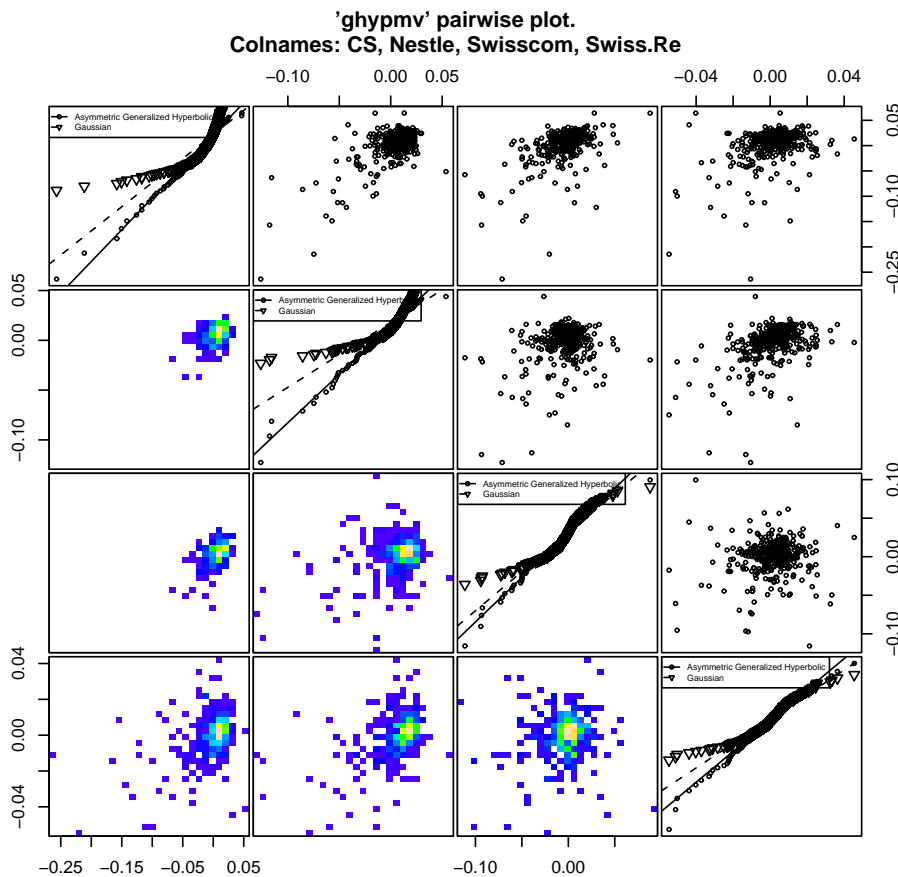 'ghypmv' pairwise plot.
Colnames: CS, Nestle, Swisscom, Swiss.Re
−0.10 0.00 0.05
−0.04 0.00 0.04
Asymmetric Generalized Hyperbolic
Gaussian
0.05
−0.10
−0.25
0.05
0.00
−0.10
Asymmetric Generalized Hyperbolic
Gaussian
Asymmetric Generalized Hyperbolic
Gaussian
0.10
0.00
−0.10
0.04
0.00
−0.04
Asymmetric Generalized Hyperbolic
Gaussian
−0.25 −0.15 −0.05 0.05
−0.10 0.00